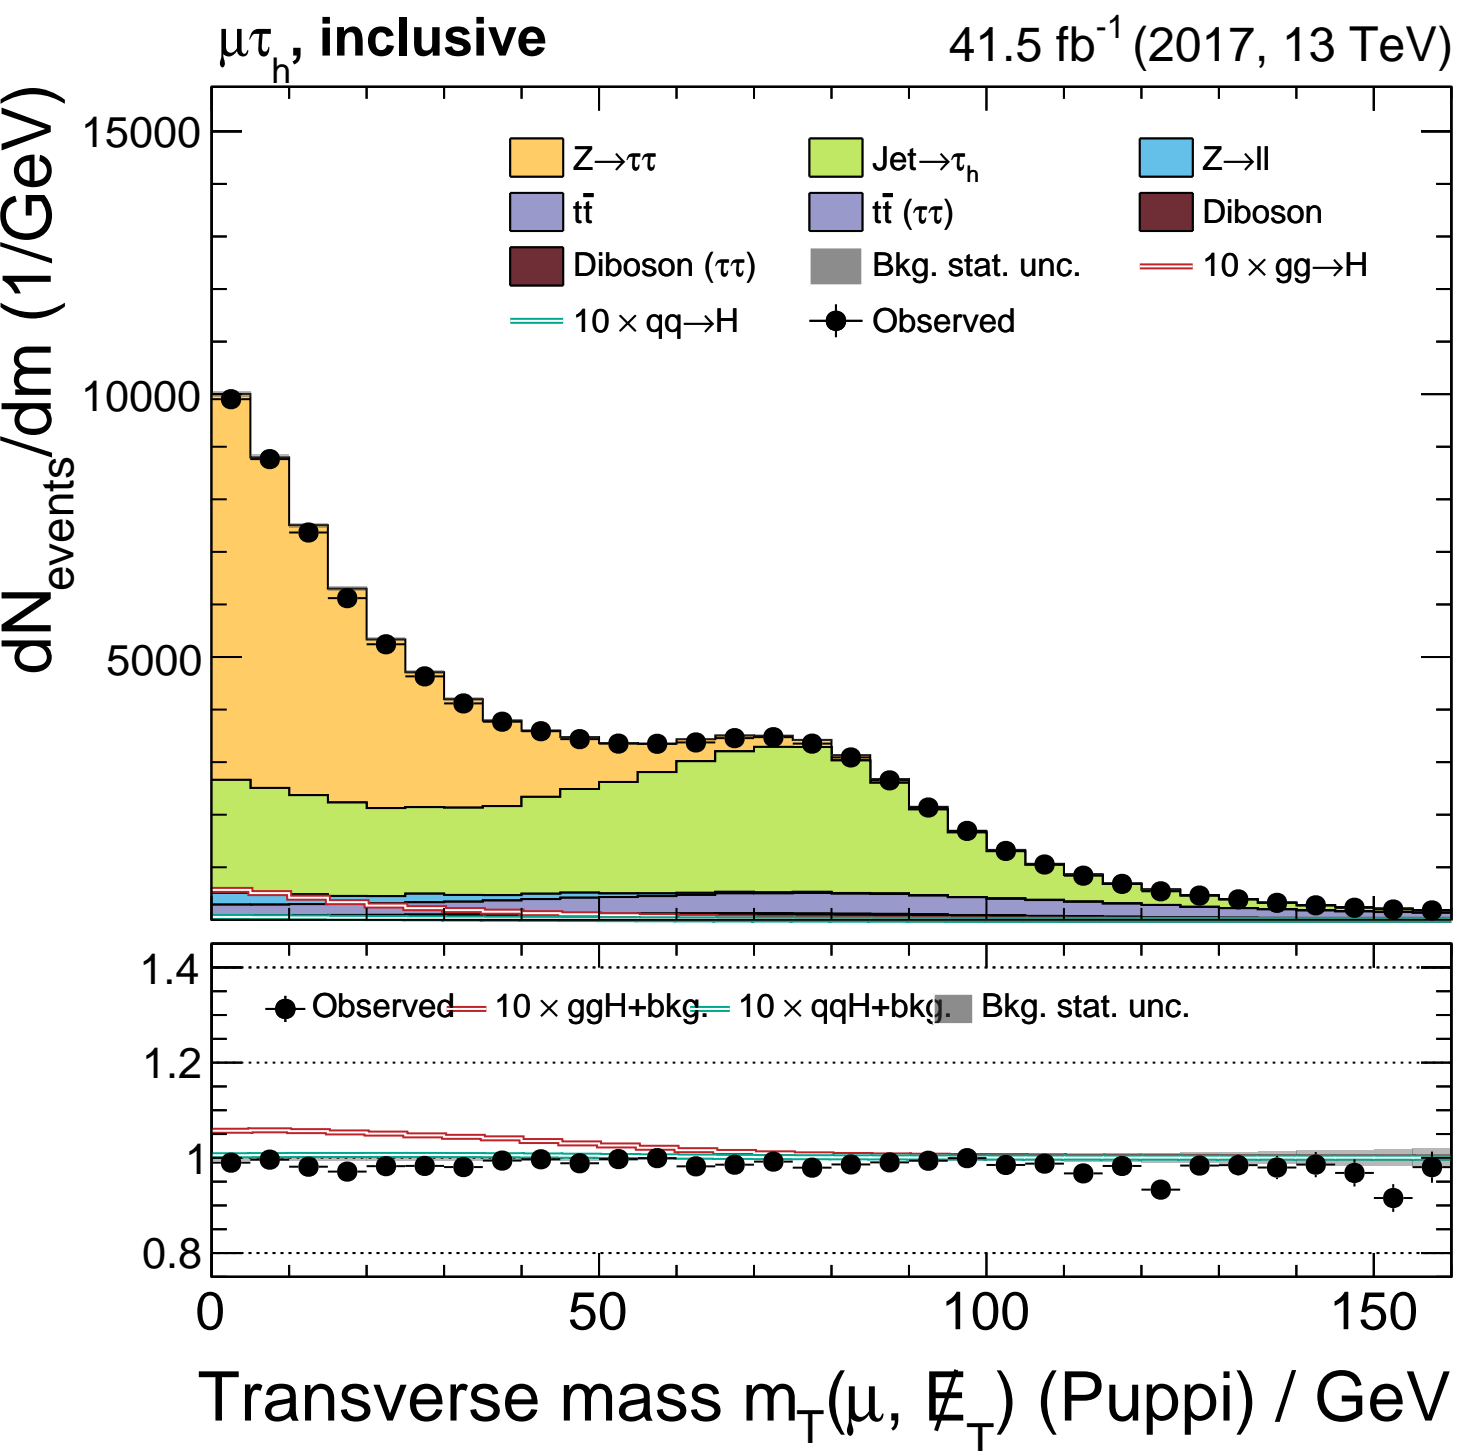 μτh, inclusive 41.5 fb-1 (2017, 13 TeV)
dNevents/dm (1/GeV)
15000
10000
5000
Z→ττ Jet→τh Z→ll
tt̄ tt̄ (ττ) Diboson
Diboson (ττ) Bkg. stat. unc. 10 × gg→H
10 × qq→H Observed
1.4
1.2
1
0.8
Observed 10 × ggH+bkg. 10 × qqH+bkg. Bkg. stat. unc.
0 50 100 150
Transverse mass mT(μ, E̸T) (Puppi) / GeV